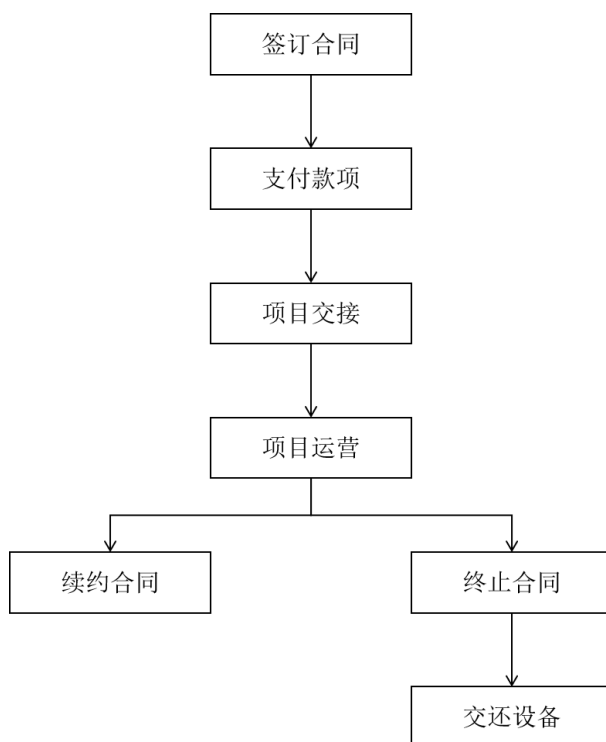 签订合同
支付款项
项目交接
项目运营
续约合同
终止合同
交还设备